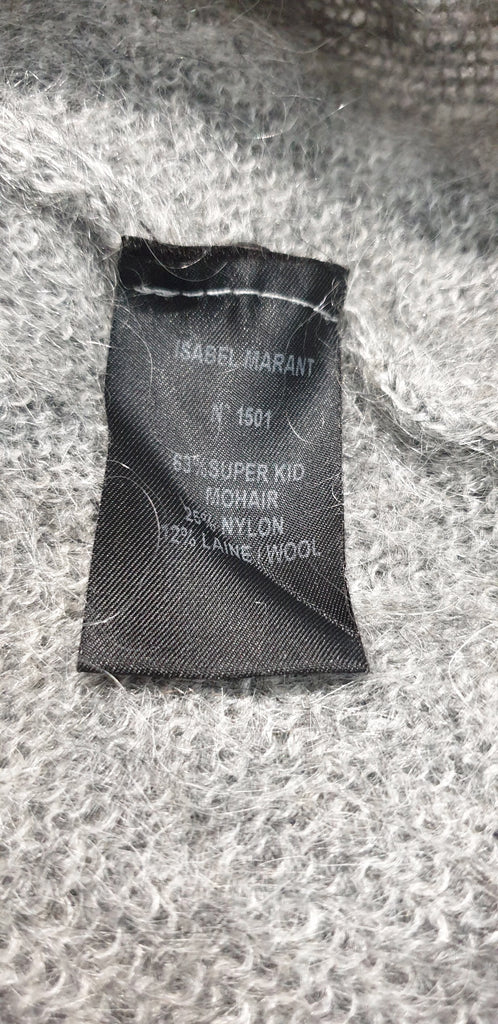 ISABEL MARANT
N° 1501
63% SUPER KID
MOHAIR
25% NYLON
12% LAINE / WOOL